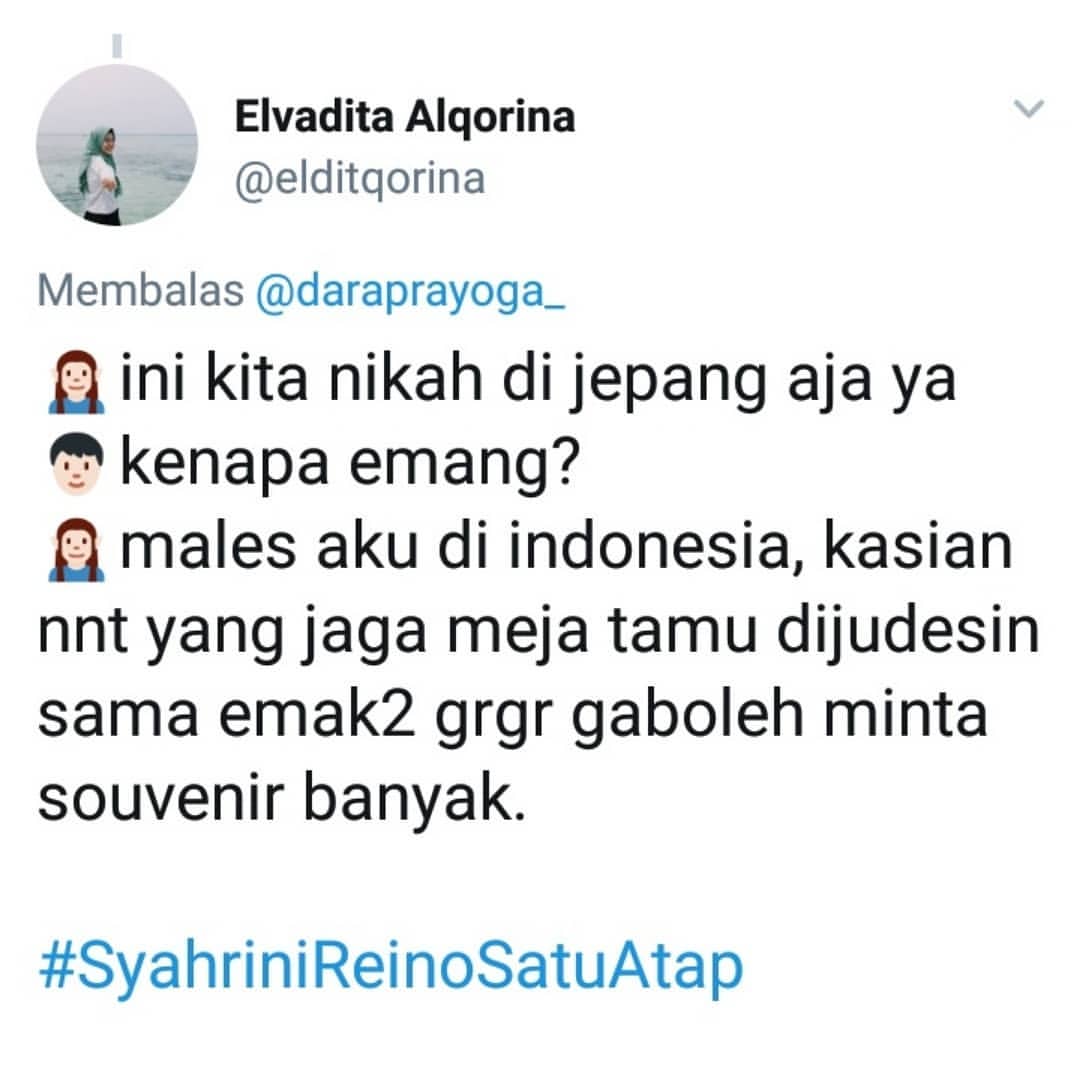 Elvadita Alqorina
@elditqorina
Membalas @daraprayoga_
🧝‍♀️ ini kita nikah di jepang aja ya
👦🏻 kenapa emang?
🧝‍♀️ males aku di indonesia, kasian
nnt yang jaga meja tamu dijudesin
sama emak2 grgr gaboleh minta
souvenir banyak.
#SyahriniReinoSatuAtap